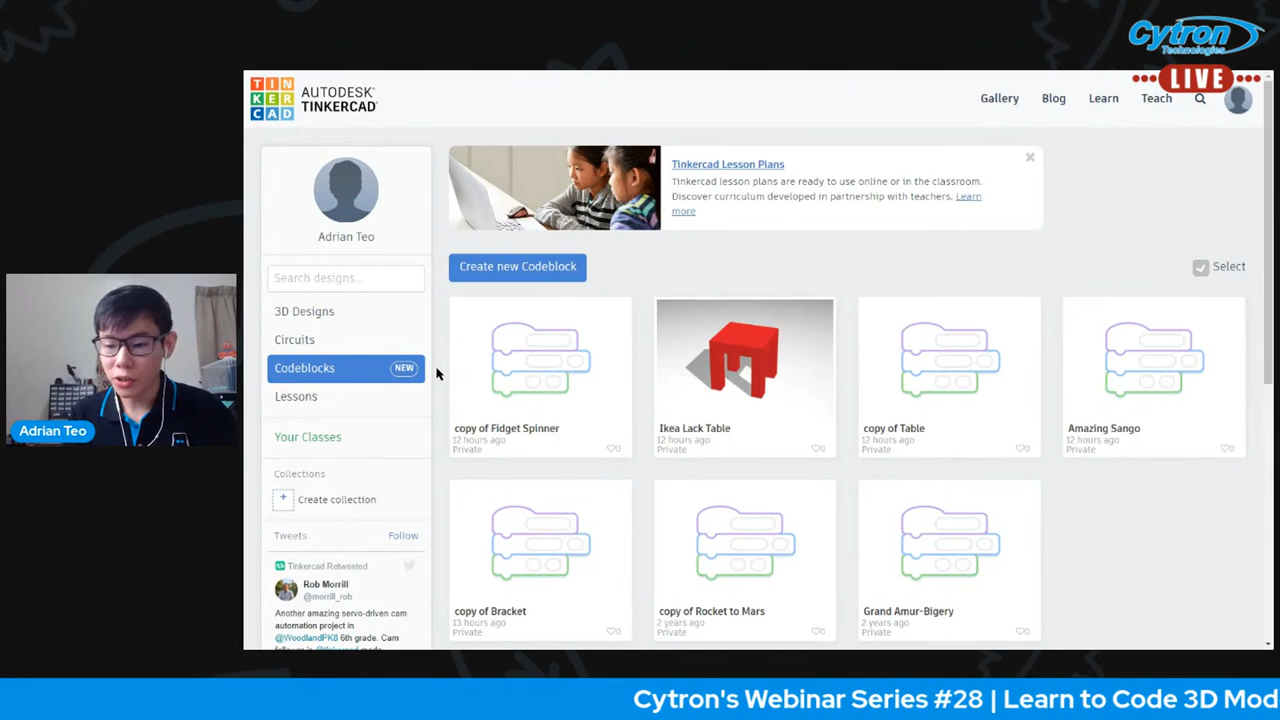 Cytron
Technologies
LIVE
TIN
KER
CAD
AUTODESK®
TINKERCAD®
Gallery
Blog
Learn
Teach
Adrian Teo
Search designs...
3D Designs
Circuits
Codeblocks
NEW
Lessons
Your Classes
Collections
+ Create collection
Tweets
Follow
Tinkercad Retweeted
Rob Morrill
@morrill_rob
Another amazing servo-driven cam
automation project in
@WoodlandPK8 6th grade. Cam
Tinkercad Lesson Plans
Tinkercad lesson plans are ready to use online or in the classroom.
Discover curriculum developed in partnership with teachers. Learn
more
Create new Codeblock
Select
copy of Fidget Spinner
12 hours ago
Private
0
Ikea Lack Table
12 hours ago
Private
0
copy of Table
12 hours ago
Private
0
Amazing Sango
12 hours ago
Private
0
copy of Bracket
13 hours ago
Private
0
copy of Rocket to Mars
2 years ago
Private
0
Grand Amur-Bigery
2 years ago
Private
0
Adrian Teo
Cytron's Webinar Series #28 | Learn to Code 3D Mod